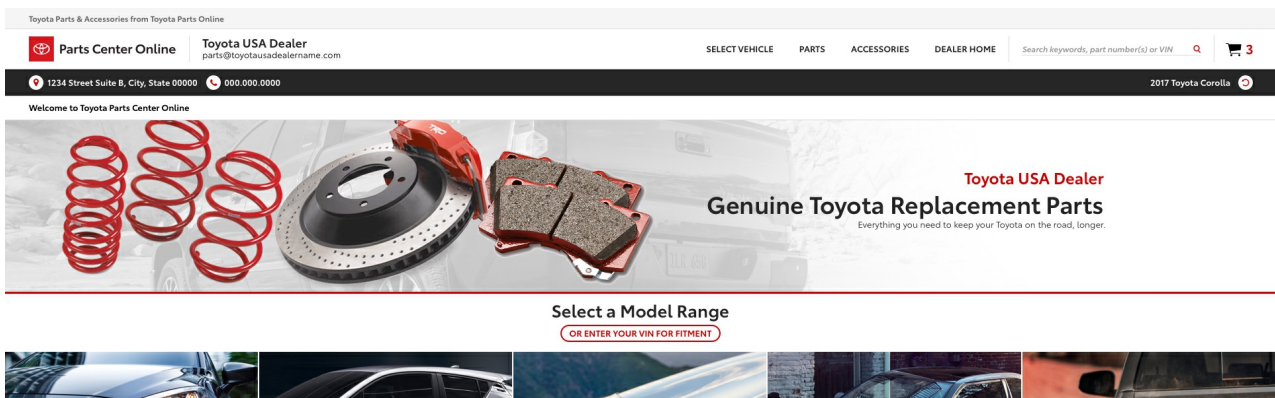 Toyota Parts & Accessories from Toyota Parts Online
Parts Center Online
Toyota USA Dealer
parts@toyotausadealername.com
SELECT VEHICLE PARTS ACCESSORIES DEALER HOME Search keywords, part number(s) or VIN 3
1234 Street Suite B, City, State 00000 000.000.0000 2017 Toyota Corolla
Welcome to Toyota Parts Center Online
TRD
Toyota USA Dealer
Genuine Toyota Replacement Parts
Everything you need to keep your Toyota on the road, longer.
Select a Model Range
OR ENTER YOUR VIN FOR FITMENT